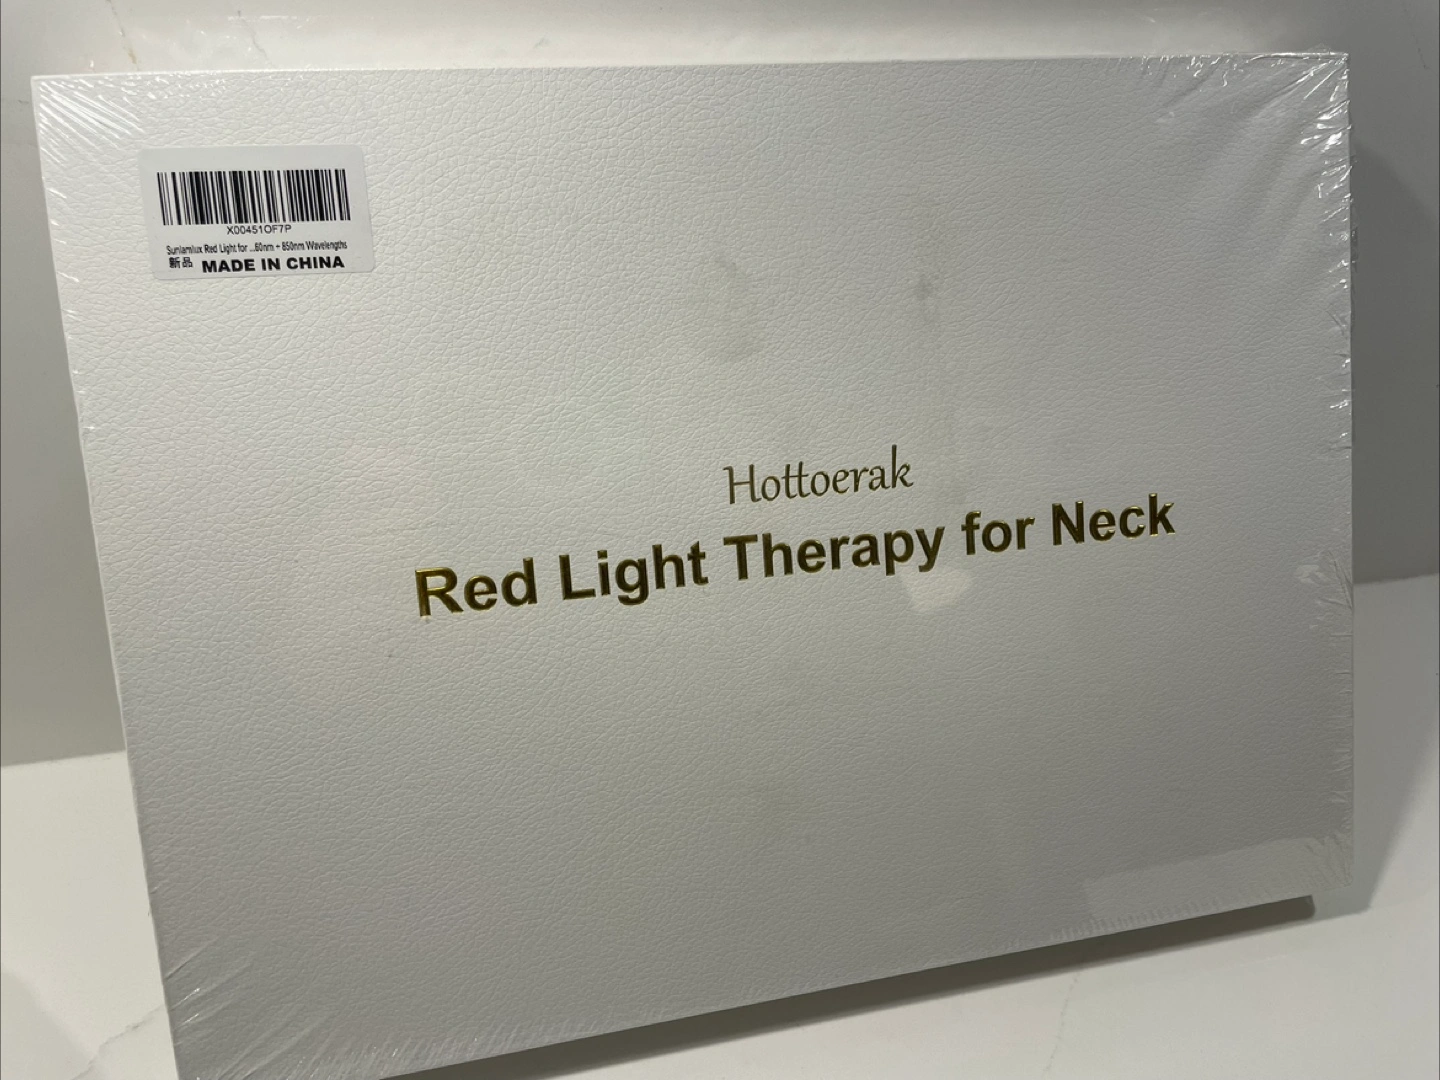 X00451OF7P
Sunlamlux Red Light for ...60nm + 850nm Wavelengths
新品 MADE IN CHINA
Hottoerak
Red Light Therapy for Neck